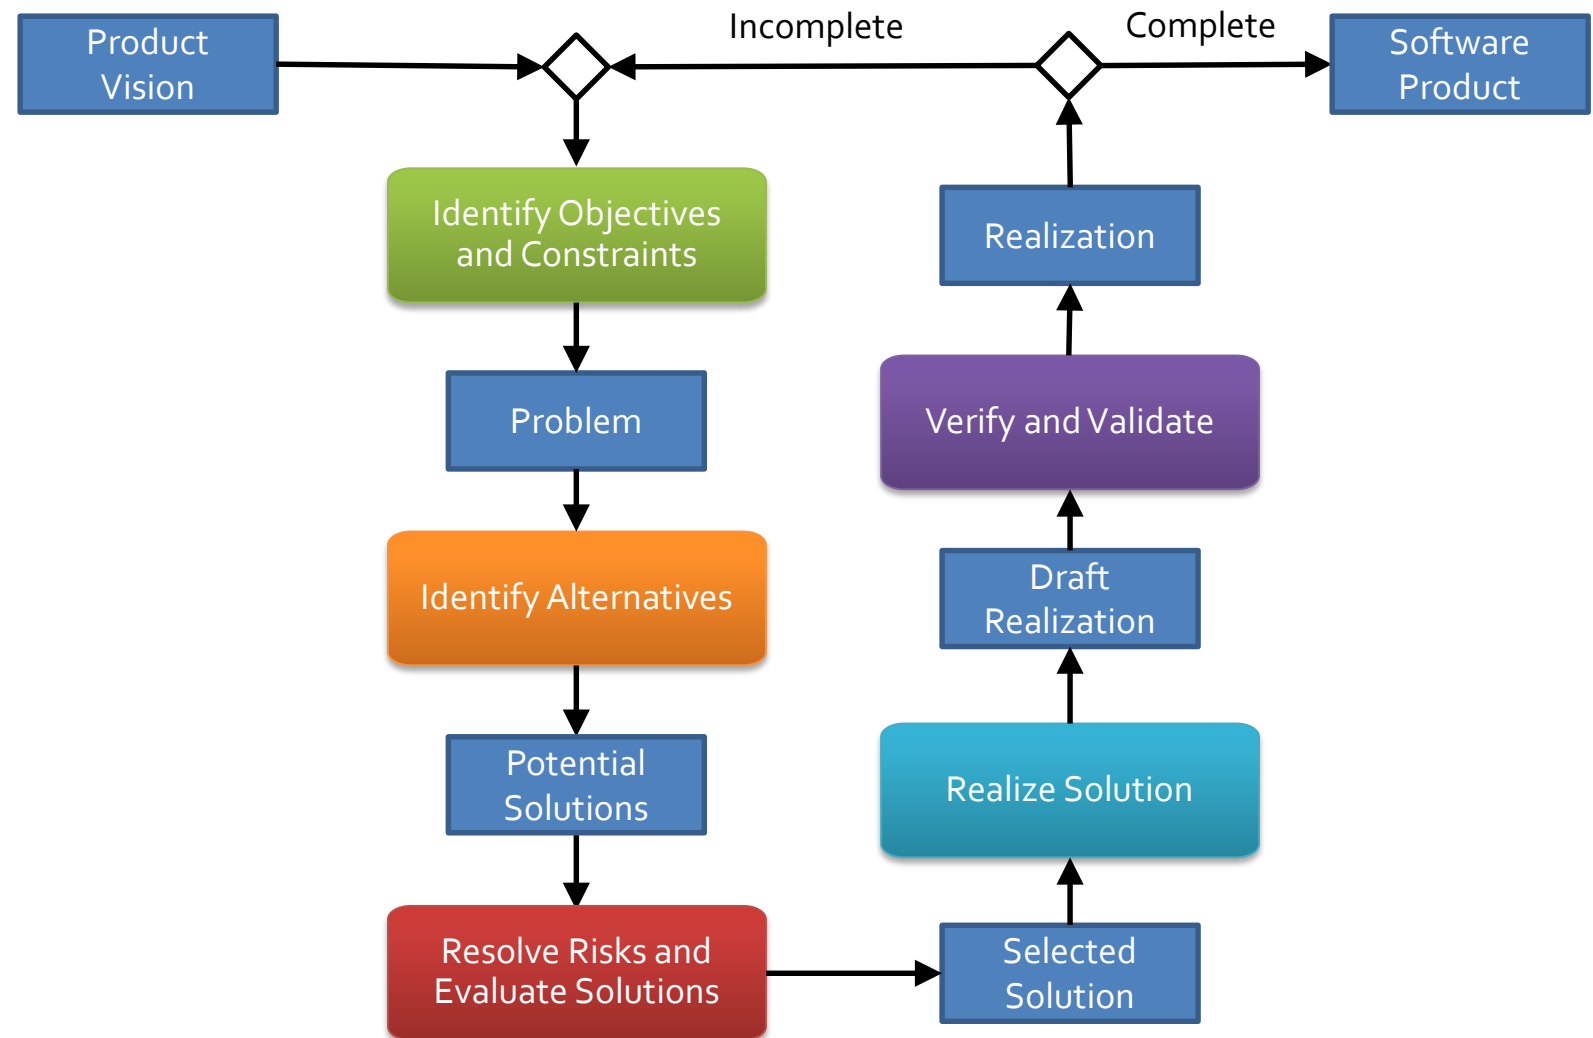 Product
Vision
Incomplete
Complete
Software
Product
Identify Objectives
and Constraints
Problem
Identify Alternatives
Potential
Solutions
Resolve Risks and
Evaluate Solutions
Selected
Solution
Realize Solution
Draft
Realization
Verify and Validate
Realization